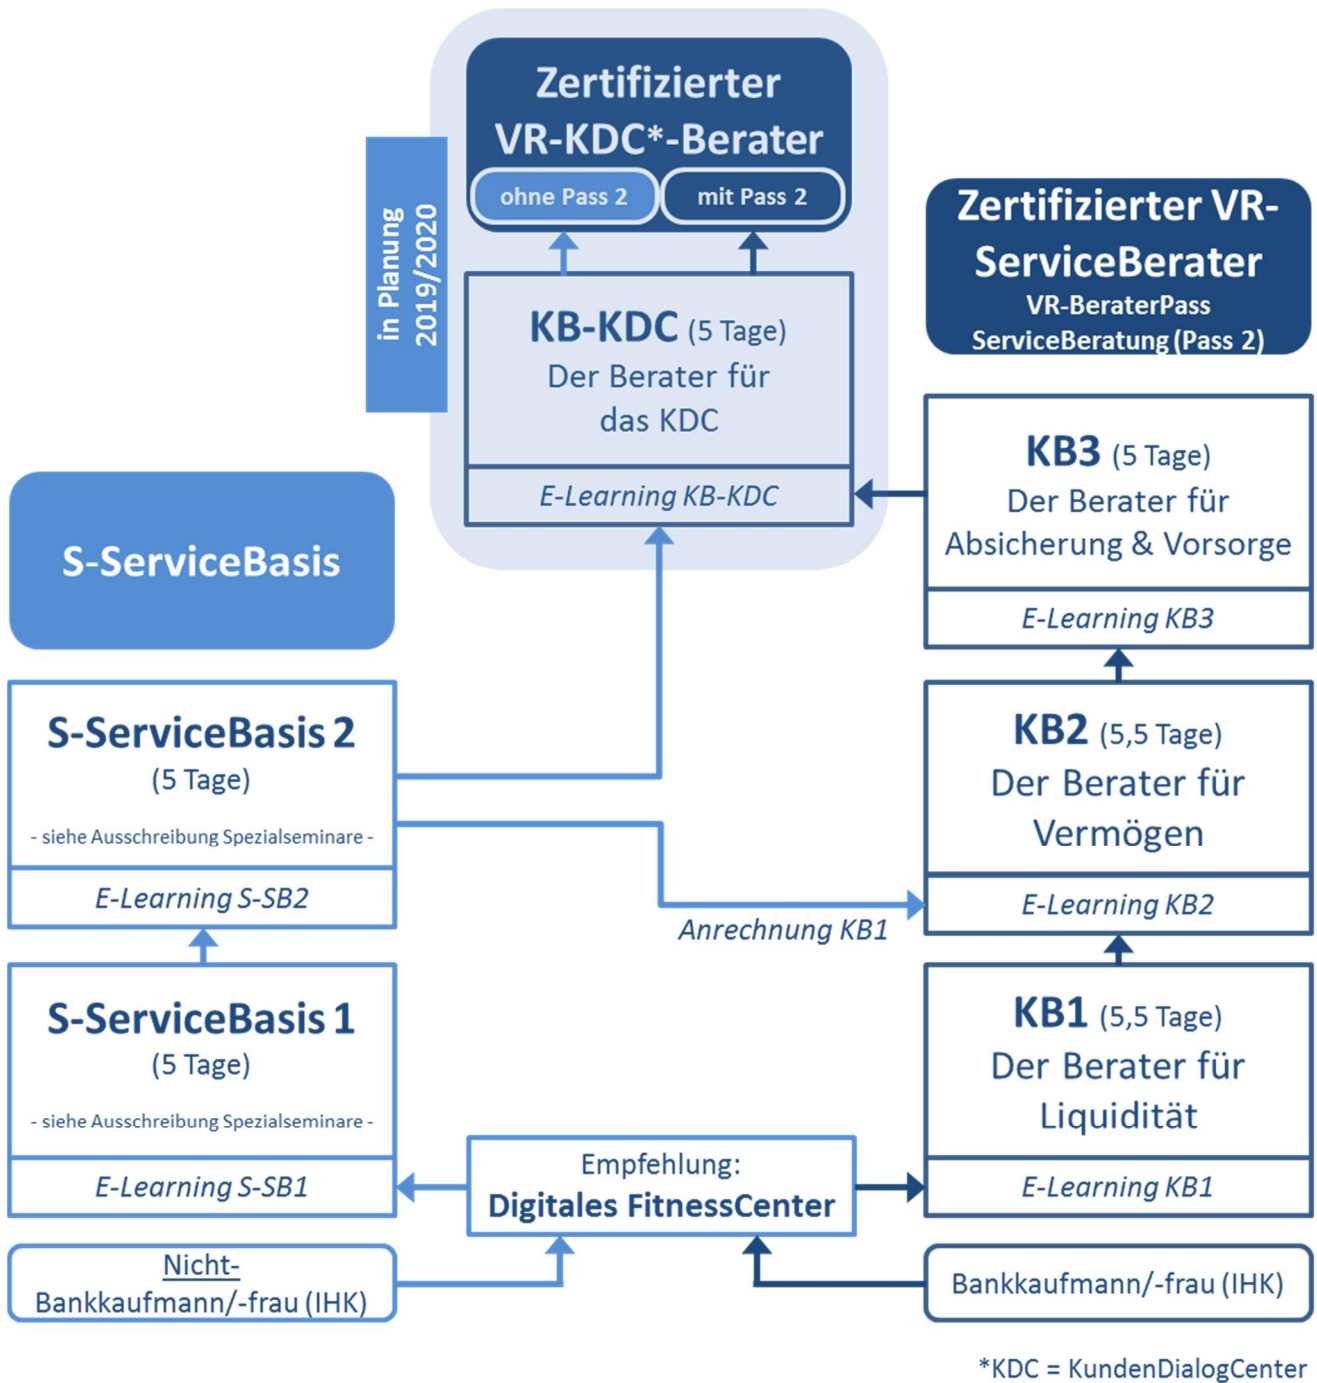 Zertifizierter
VR-KDC*-Berater
ohne Pass 2
mit Pass 2
in Planung
2019/2020
KB-KDC (5 Tage)
Der Berater für
das KDC
E-Learning KB-KDC
Zertifizierter VR-
ServiceBerater
VR-BeraterPass
ServiceBeratung (Pass 2)
KB3 (5 Tage)
Der Berater für
Absicherung & Vorsorge
E-Learning KB3
S-ServiceBasis
S-ServiceBasis 2
(5 Tage)
- siehe Ausschreibung Spezialseminare -
E-Learning S-SB2
KB2 (5,5 Tage)
Der Berater für
Vermögen
E-Learning KB2
Anrechnung KB1
S-ServiceBasis 1
(5 Tage)
- siehe Ausschreibung Spezialseminare -
E-Learning S-SB1
KB1 (5,5 Tage)
Der Berater für
Liquidität
E-Learning KB1
Empfehlung:
Digitales FitnessCenter
Nicht-
Bankkaufmann/-frau (IHK)
Bankkaufmann/-frau (IHK)
*KDC = KundenDialogCenter